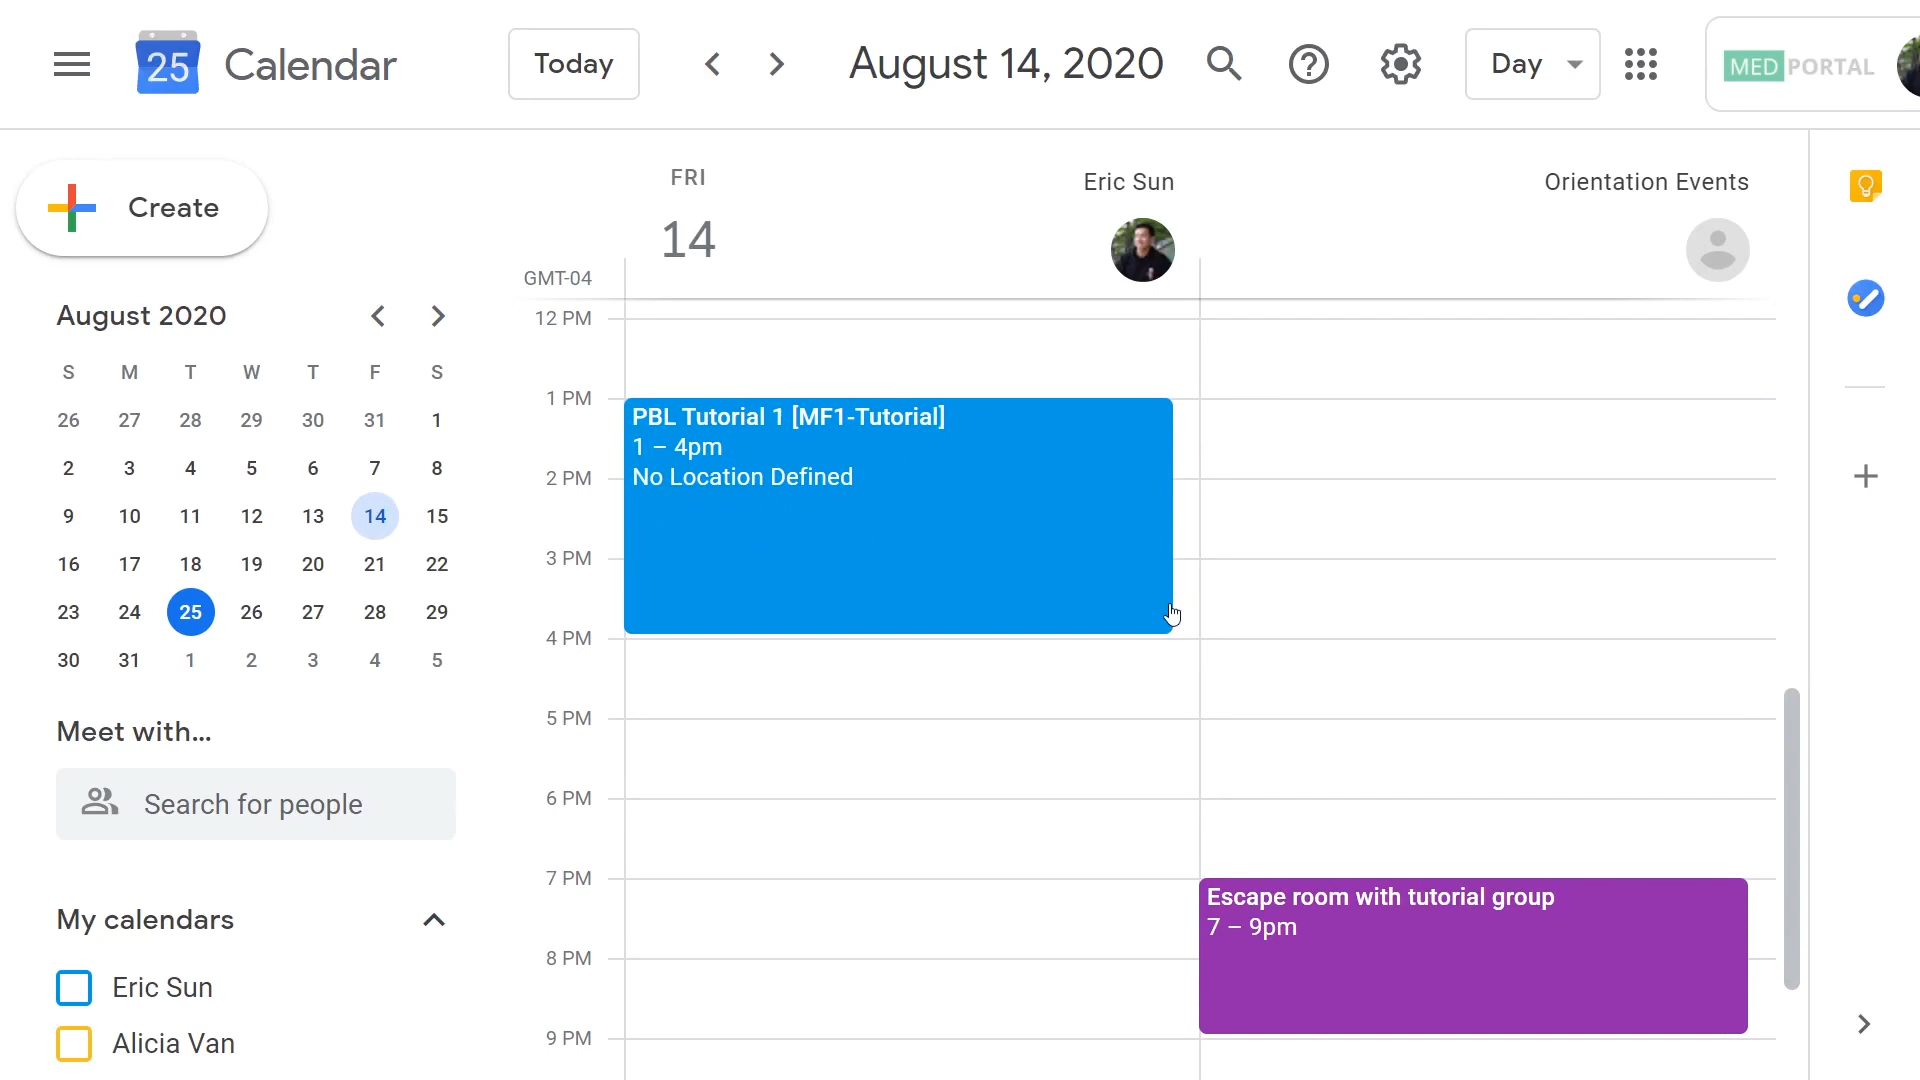 25 Calendar Today August 14, 2020 Day MED PORTAL
Create
August 2020
S M T W T F S
26 27 28 29 30 31 1
2 3 4 5 6 7 8
9 10 11 12 13 14 15
16 17 18 19 20 21 22
23 24 25 26 27 28 29
30 31 1 2 3 4 5
Meet with...
Search for people
My calendars
Eric Sun
Alicia Van
FRI
14
Eric Sun
Orientation Events
GMT-04
12 PM
1 PM
2 PM
3 PM
4 PM
5 PM
6 PM
7 PM
8 PM
9 PM
PBL Tutorial 1 [MF1-Tutorial]
1 – 4pm
No Location Defined
Escape room with tutorial group
7 – 9pm